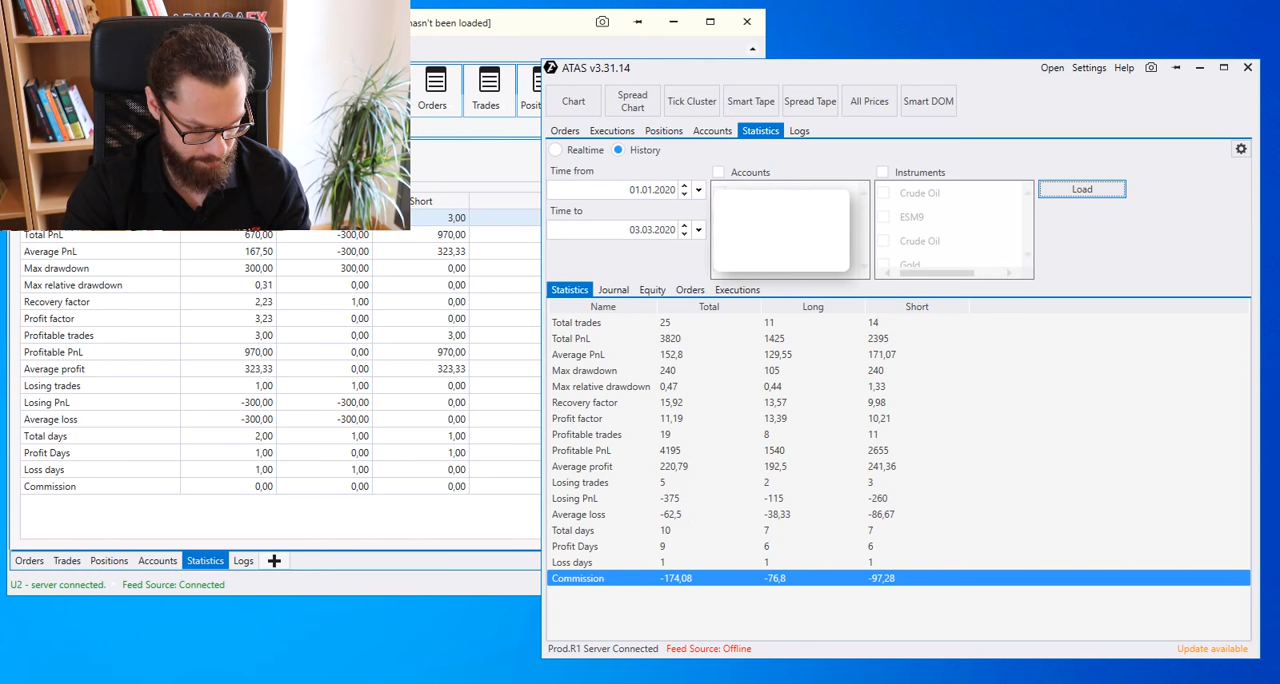 hasn't been loaded]
Orders
Trades
Short
3,00
Total PnL 670,00 -300,00 970,00
Average PnL 167,50 -300,00 323,33
Max drawdown 300,00 300,00 0,00
Max relative drawdown 0,31 0,00 0,00
Recovery factor 2,23 1,00 0,00
Profit factor 3,23 0,00 0,00
Profitable trades 3,00 0,00 3,00
Profitable PnL 970,00 0,00 970,00
Average profit 323,33 0,00 323,33
Losing trades 1,00 1,00 0,00
Losing PnL -300,00 -300,00 0,00
Average loss -300,00 -300,00 0,00
Total days 2,00 1,00 1,00
Profit Days 1,00 0,00 1,00
Loss days 1,00 1,00 0,00
Commission 0,00 0,00 0,00
Orders Trades Positions Accounts Statistics Logs
U2 - server connected. Feed Source: Connected
ATAS v3.31.14
Open Settings Help
Chart
Spread Chart
Tick Cluster
Smart Tape
Spread Tape
All Prices
Smart DOM
Orders Executions Positions Accounts Statistics Logs
Realtime History
Time from
01.01.2020
Time to
03.03.2020
Accounts
Instruments
Crude Oil
ESM9
Crude Oil
Gold
Load
Statistics Journal Equity Orders Executions
Name Total Long Short
Total trades 25 11 14
Total PnL 3820 1425 2395
Average PnL 152,8 129,55 171,07
Max drawdown 240 105 240
Max relative drawdown 0,47 0,44 1,33
Recovery factor 15,92 13,57 9,98
Profit factor 11,19 13,39 10,21
Profitable trades 19 8 11
Profitable PnL 4195 1540 2655
Average profit 220,79 192,5 241,36
Losing trades 5 2 3
Losing PnL -375 -115 -260
Average loss -62,5 -38,33 -86,67
Total days 10 7 7
Profit Days 9 6 6
Loss days 1 1 1
Commission -174,08 -76,8 -97,28
Prod.R1 Server Connected Feed Source: Offline
Update available